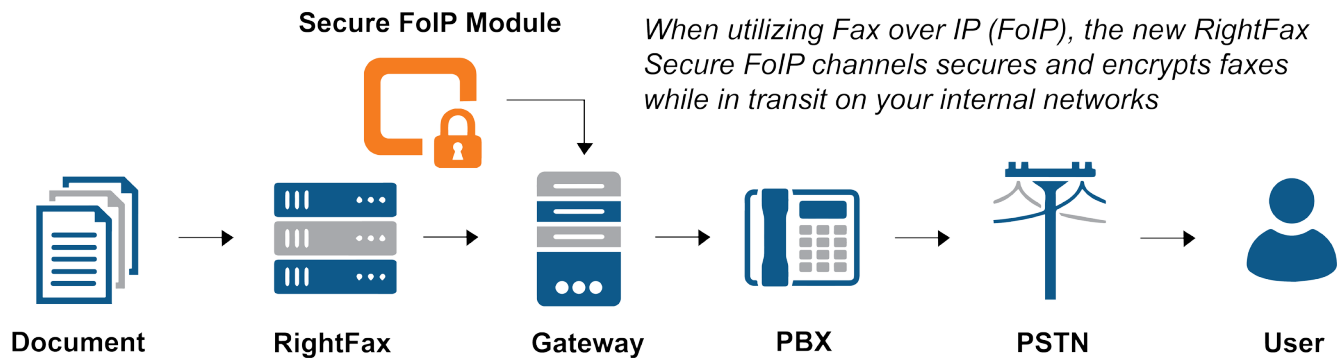 Secure FoIP Module
When utilizing Fax over IP (FoIP), the new RightFax
Secure FoIP channels secures and encrypts faxes
while in transit on your internal networks
Document
RightFax
Gateway
PBX
PSTN
User